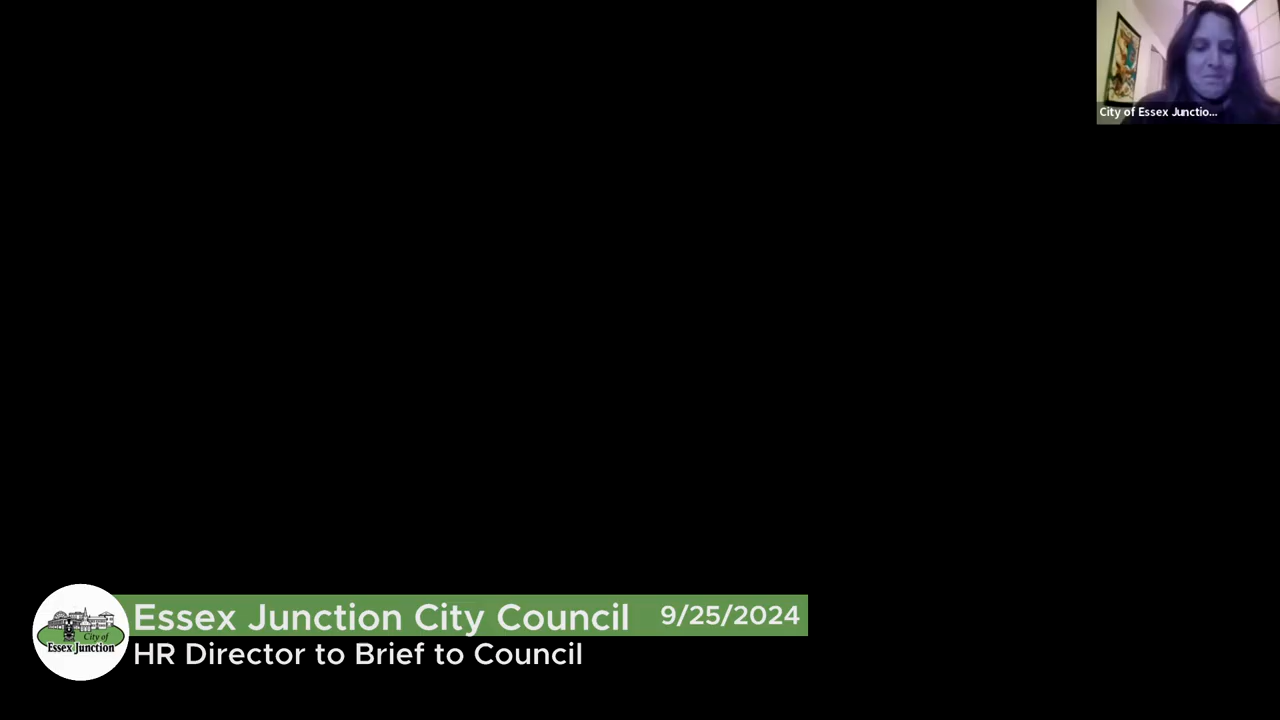 City of Essex Junctio...
Essex Junction City Council 9/25/2024
HR Director to Brief to Council
City of
Essex Junction